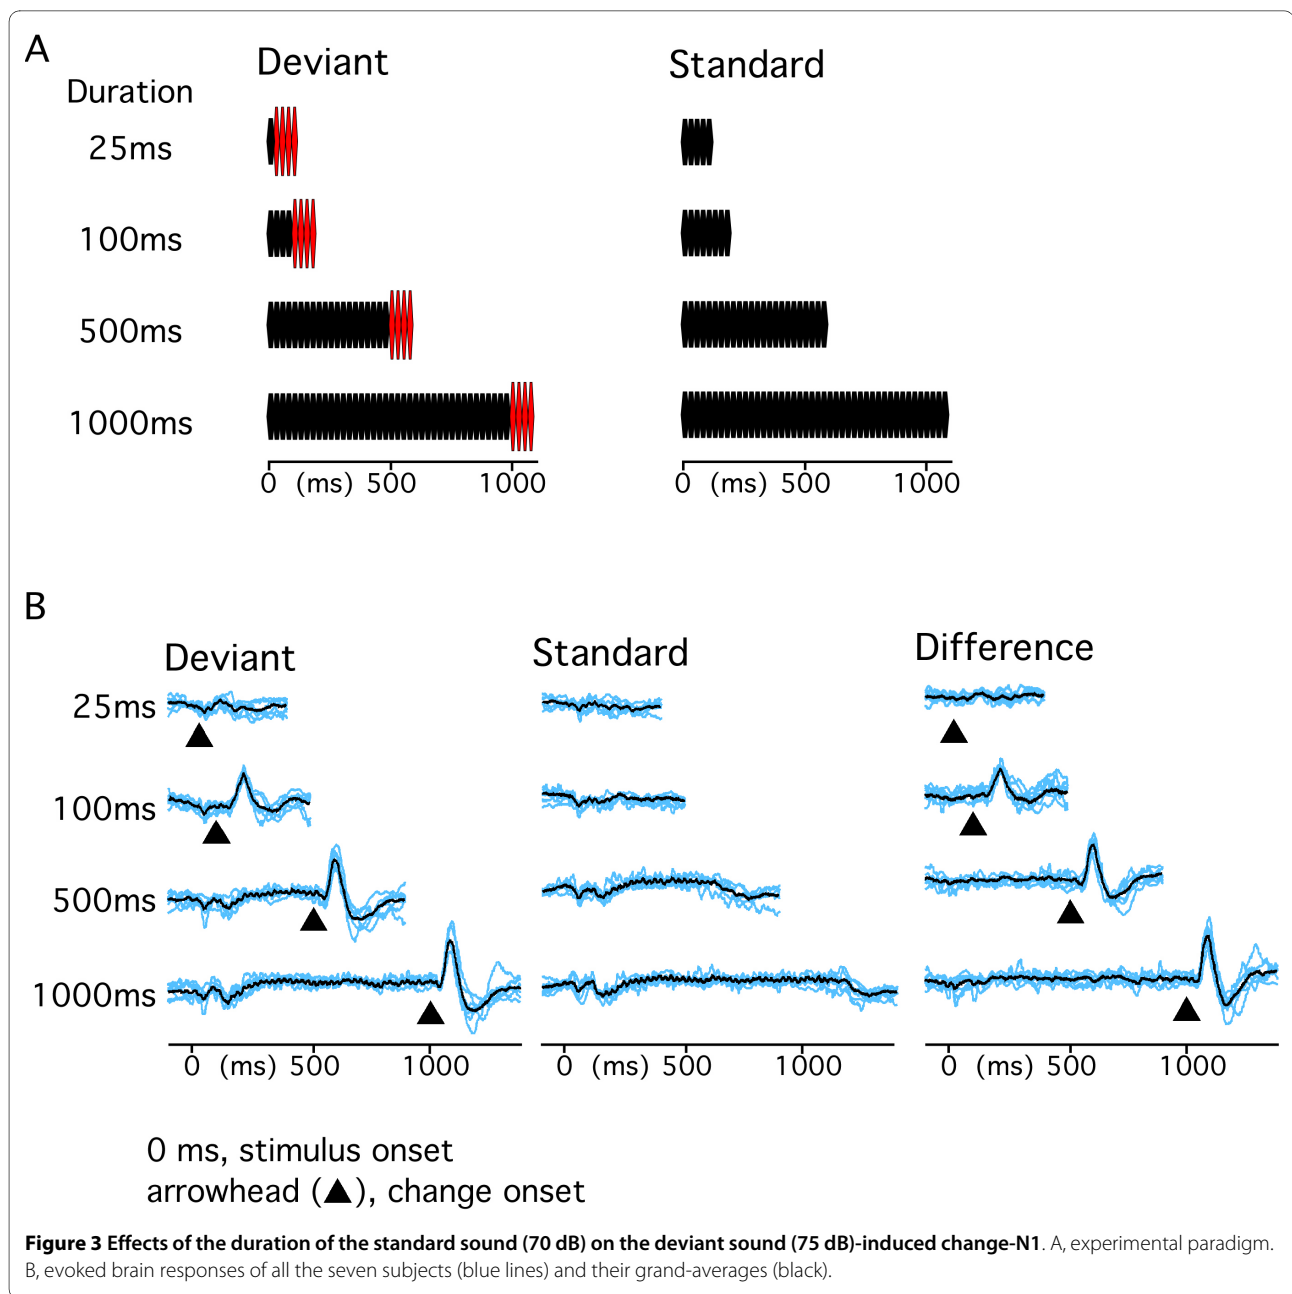 A
Deviant
Standard
Duration
25ms
100ms
500ms
1000ms
0 (ms) 500 1000
0 (ms) 500 1000
B
Deviant
Standard
Difference
25ms
100ms
500ms
1000ms
0 (ms) 500 1000
0 (ms) 500 1000
0 (ms) 500 1000
0 ms, stimulus onset
arrowhead (▲), change onset
Figure 3 Effects of the duration of the standard sound (70 dB) on the deviant sound (75 dB)-induced change-N1. A, experimental paradigm.
B, evoked brain responses of all the seven subjects (blue lines) and their grand-averages (black).